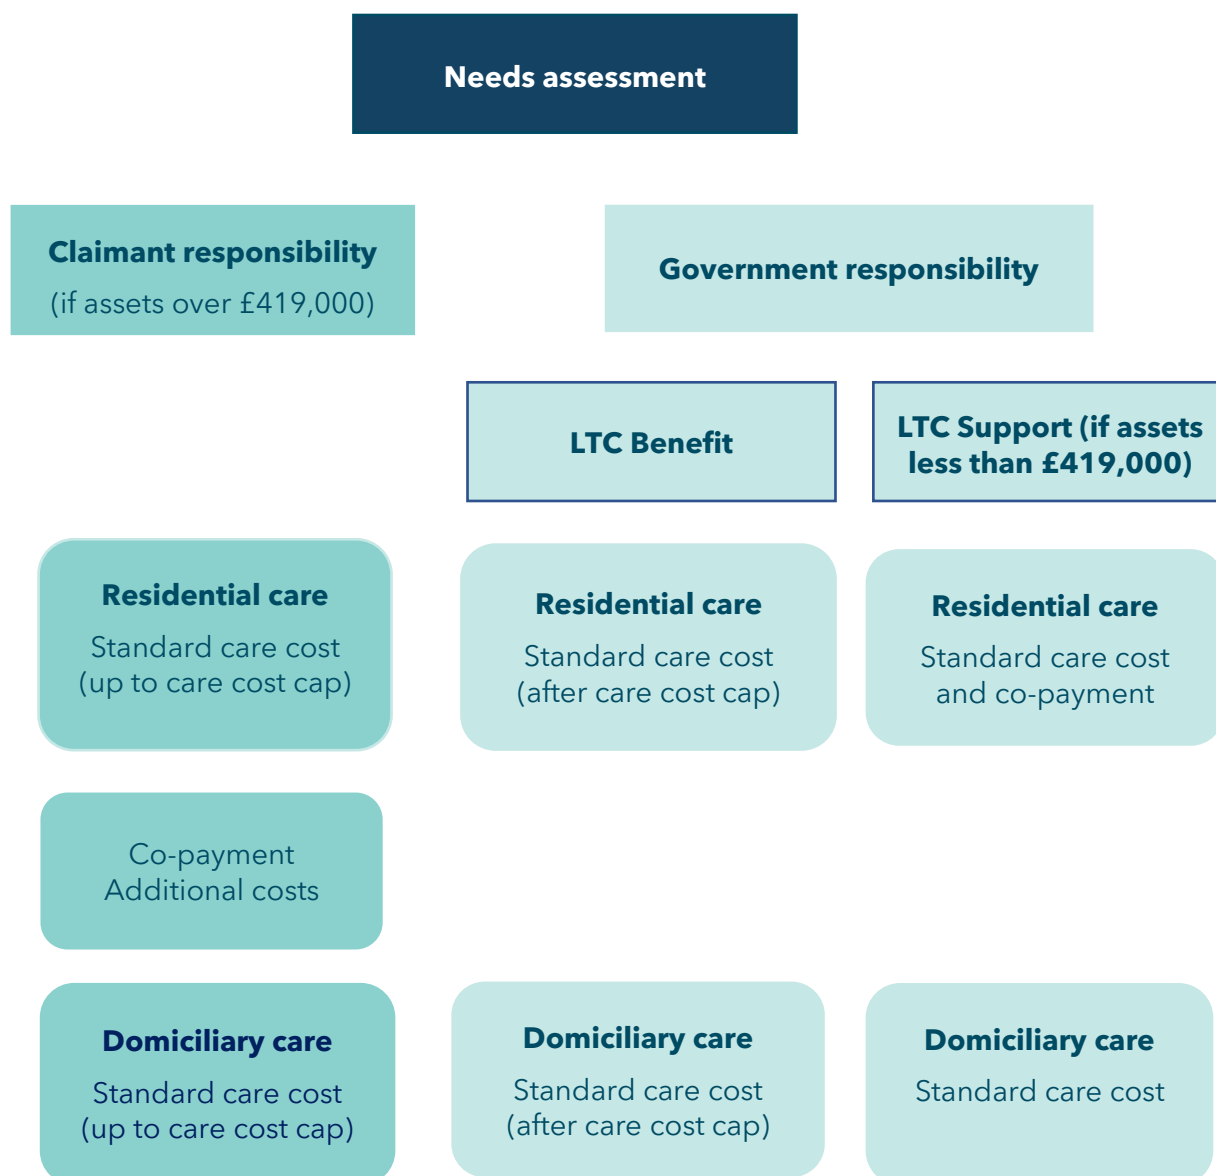 Needs assessment
Claimant responsibility
(if assets over £419,000)
Government responsibility
LTC Benefit
LTC Support (if assets
less than £419,000)
Residential care
Standard care cost
(up to care cost cap)
Residential care
Standard care cost
(after care cost cap)
Residential care
Standard care cost
and co-payment
Co-payment
Additional costs
Domiciliary care
Standard care cost
(up to care cost cap)
Domiciliary care
Standard care cost
(after care cost cap)
Domiciliary care
Standard care cost